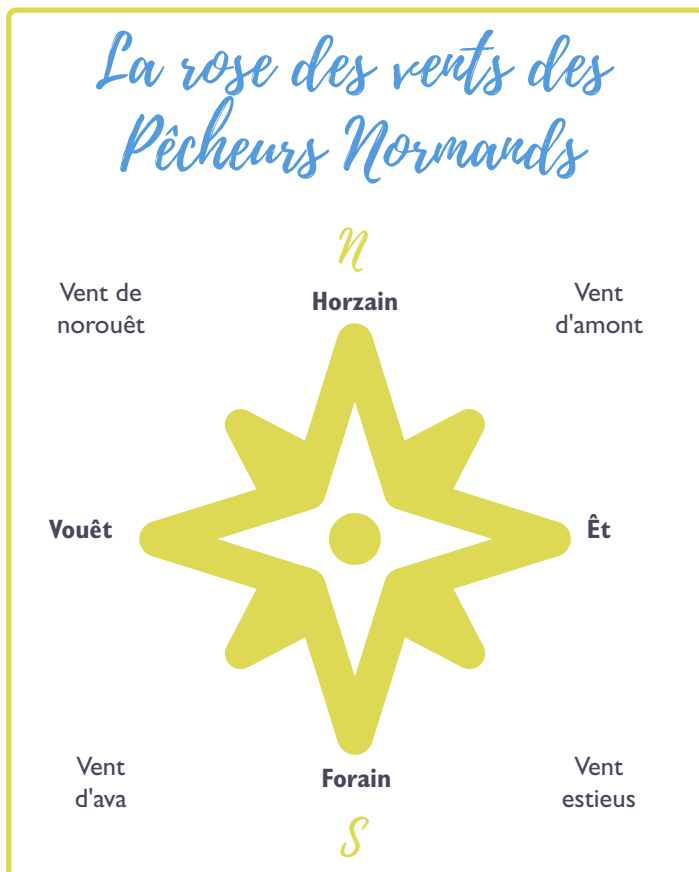 La rose des vents des
Pêcheurs Normands
N
Vent de
norouêt
Horzain
Vent
d'amont
Vouêt
Êt
Vent
d'ava
Forain
Vent
estieus
S